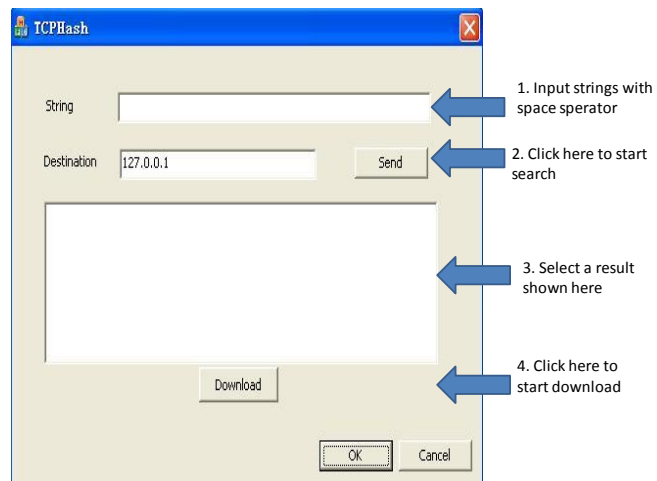 TCPHash
String
1. Input strings with
space sperator
Destination
127.0.0.1
Send
2. Click here to start
search
3. Select a result
shown here
Download
4. Click here to
start download
OK
Cancel